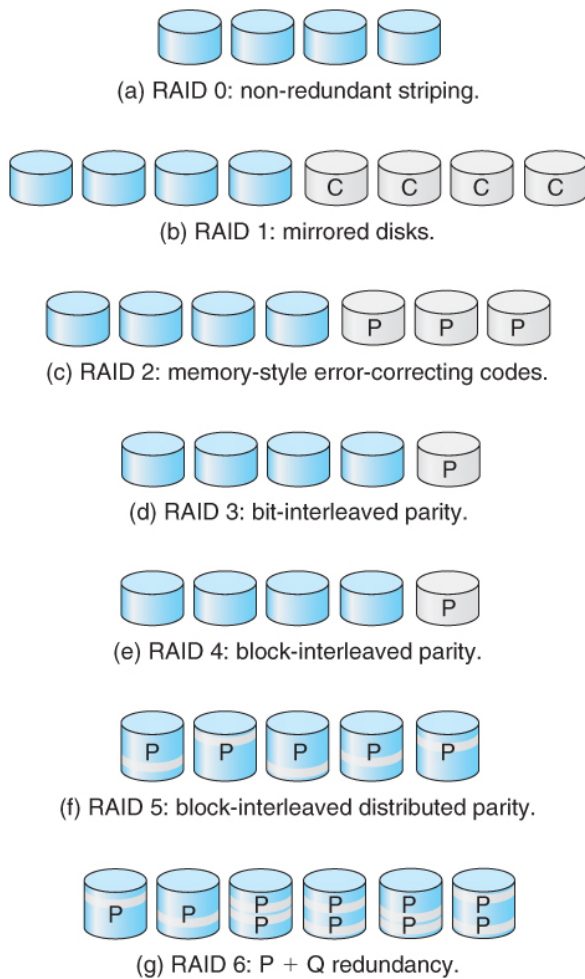 (a) RAID 0: non-redundant striping.
C C C C
(b) RAID 1: mirrored disks.
P P P
(c) RAID 2: memory-style error-correcting codes.
P
(d) RAID 3: bit-interleaved parity.
P
(e) RAID 4: block-interleaved parity.
P P P P P
(f) RAID 5: block-interleaved distributed parity.
P P P P P P
P P P P
(g) RAID 6: P + Q redundancy.